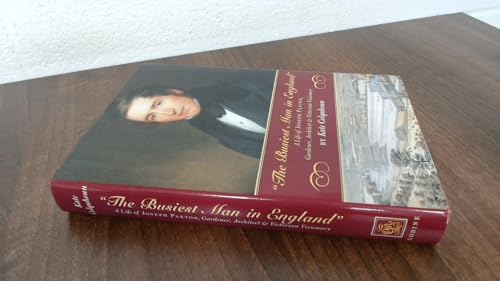 "The Busiest Man in England"
A Life of Joseph Paxton,
Gardener, Architect & Victorian Visionary
BY Kate Colquhoun
Kate
Colquhoun
"The Busiest Man in England"
A Life of Joseph Paxton, Gardener, Architect & Victorian Visionary
GODINE